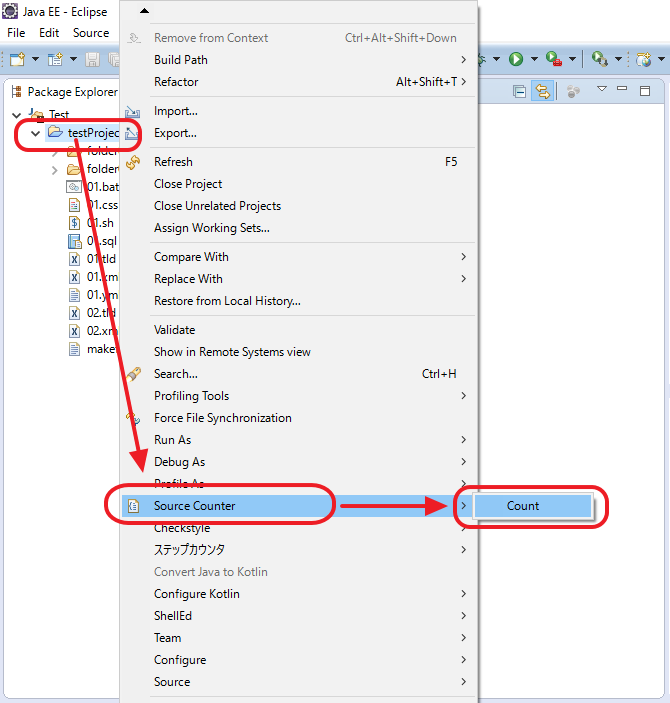 Java EE - Eclipse
File Edit Source
Package Explorer
Test
testProjec
folder
folder
01.bat
01.css
01.sh
01.sql
01.tld
01.xm
01.ym
02.tld
02.xm
make
Remove from Context Ctrl+Alt+Shift+Down
Build Path
Refactor Alt+Shift+T
Import...
Export...
Refresh F5
Close Project
Close Unrelated Projects
Assign Working Sets...
Compare With
Replace With
Restore from Local History...
Validate
Show in Remote Systems view
Search... Ctrl+H
Profiling Tools
Force File Synchronization
Run As
Debug As
Profile As
Source Counter
Count
Checkstyle
ステップカウンタ
Convert Java to Kotlin
Configure Kotlin
ShellEd
Team
Configure
Source